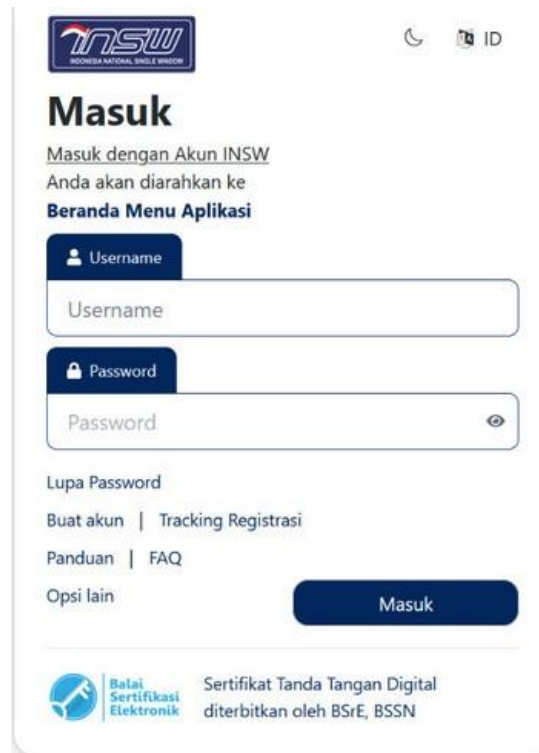 INSW
INDONESIA NATIONAL SINGLE WINDOW
ID
Masuk
Masuk dengan Akun INSW
Anda akan diarahkan ke
Beranda Menu Aplikasi
Username
Username
Password
Password
Lupa Password
Buat akun | Tracking Registrasi
Panduan | FAQ
Opsi lain
Masuk
Balai
Sertifikasi
Elektronik
Sertifikat Tanda Tangan Digital
diterbitkan oleh BSrE, BSSN